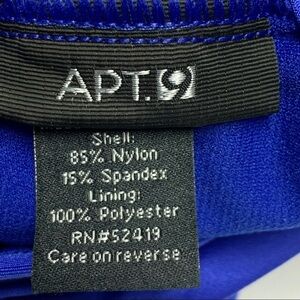 APT.9
Shell:
85% Nylon
15% Spandex
Lining:
100% Polyester
RN#52419
Care on reverse